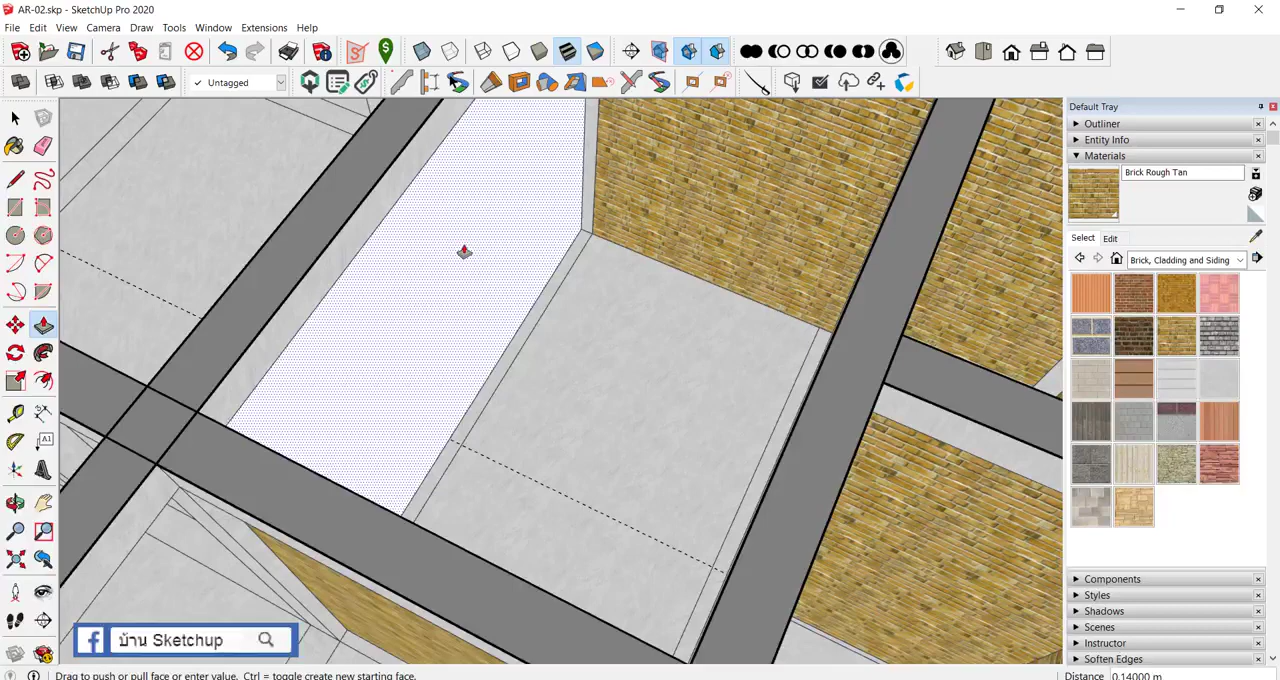 AR-02.skp - SketchUp Pro 2020
File Edit View Camera Draw Tools Window Extensions Help
Untagged
Default Tray
Outliner
Entity Info
Materials
Brick Rough Tan
Select Edit
Brick, Cladding and Siding
Components
Styles
Shadows
Scenes
Instructor
Soften Edges
A1
บ้าน Sketchup
Drag to push or pull face or enter value. Ctrl = toggle create new starting face.
Distance 0.14000 m